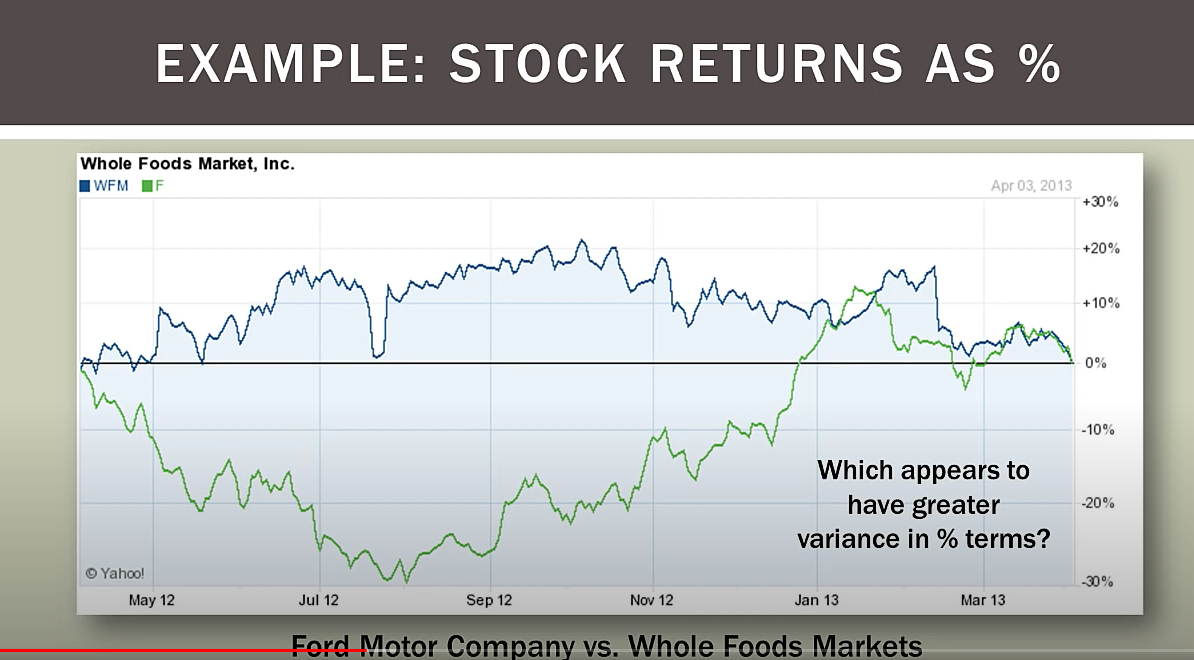 EXAMPLE: STOCK RETURNS AS %
Whole Foods Market, Inc.
WFM F
Apr 03, 2013
+30%
+20%
+10%
0%
-10%
-20%
-30%
Which appears to
have greater
variance in % terms?
© Yahoo!
May 12 Jul 12 Sep 12 Nov 12 Jan 13 Mar 13
Ford Motor Company vs. Whole Foods Markets